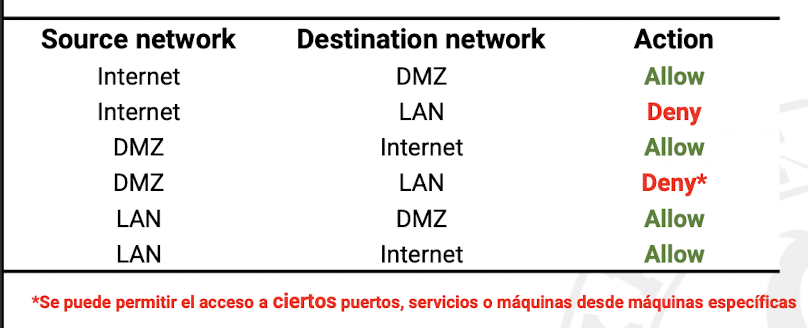 Source network Destination network Action
Internet DMZ Allow
Internet LAN Deny
DMZ Internet Allow
DMZ LAN Deny*
LAN DMZ Allow
LAN Internet Allow
*Se puede permitir el acceso a ciertos puertos, servicios o máquinas desde máquinas específicas